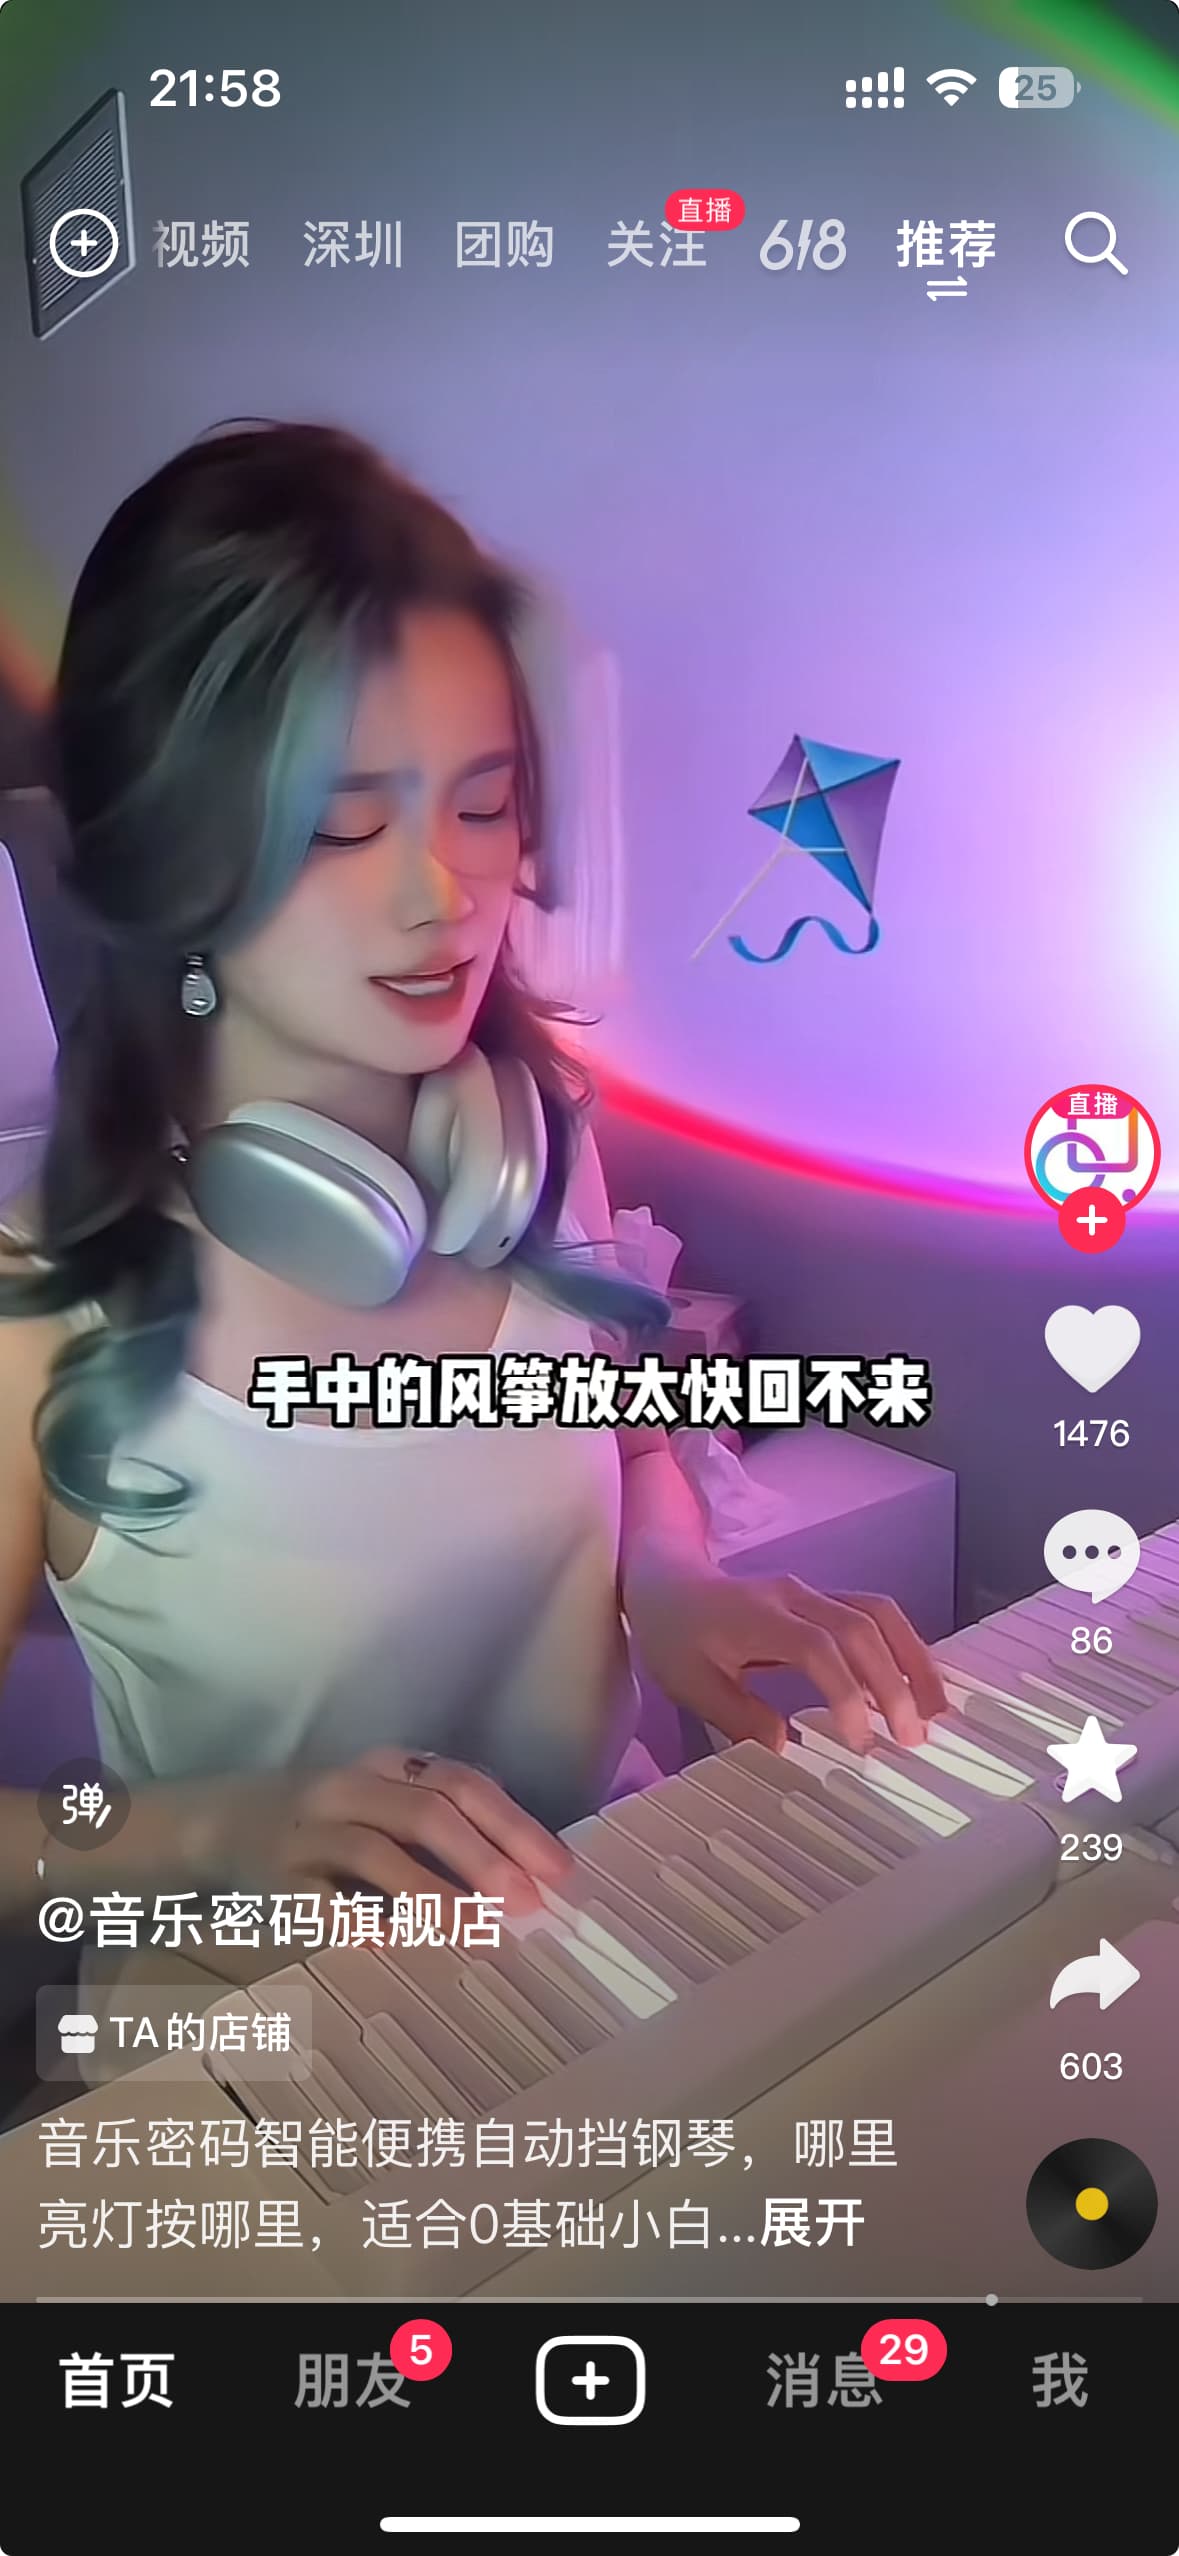 21:58
25
视频 深圳 团购 关注 直播 618 推荐
直播
手中的风筝放太快回不来
1476
86
弹
239
@音乐密码旗舰店
TA的店铺
603
音乐密码智能便携自动挡钢琴，哪里
亮灯按哪里，适合0基础小白...展开
首页 朋友 5 消息 29 我